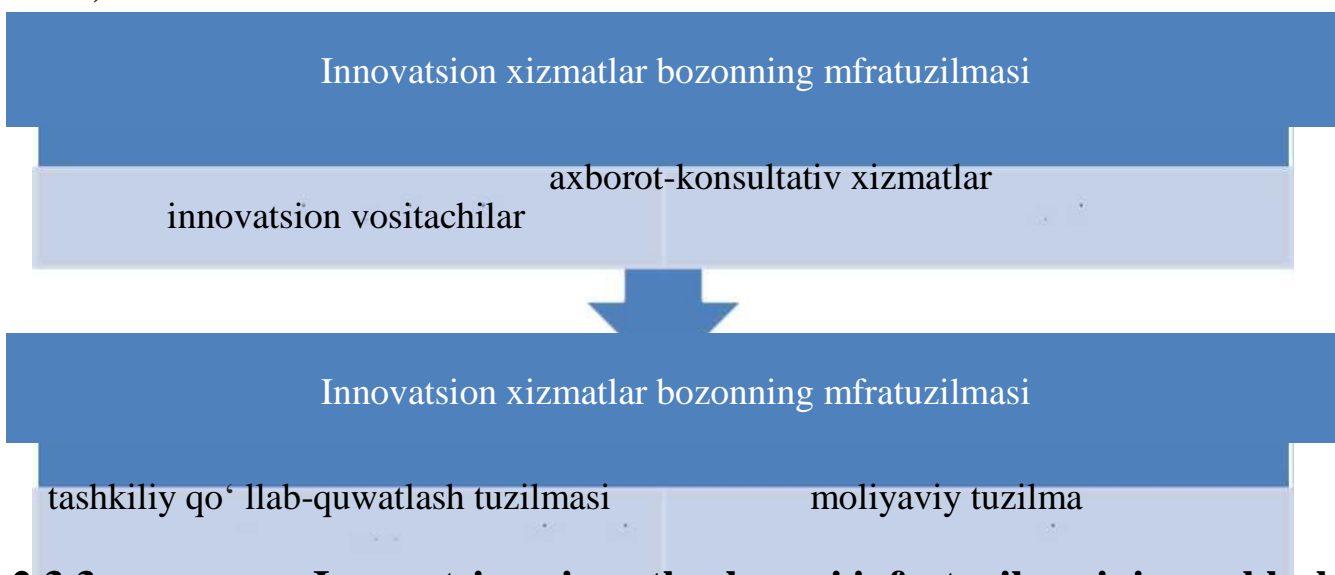 Innovatsion xizmatlar bozonning mfratuzilmasi
axborot-konsultativ xizmatlar
innovatsion vositachilar
Innovatsion xizmatlar bozonning mfratuzilmasi
tashkiliy qo‘ llab-quwatlash tuzilmasi moliyaviy tuzilma